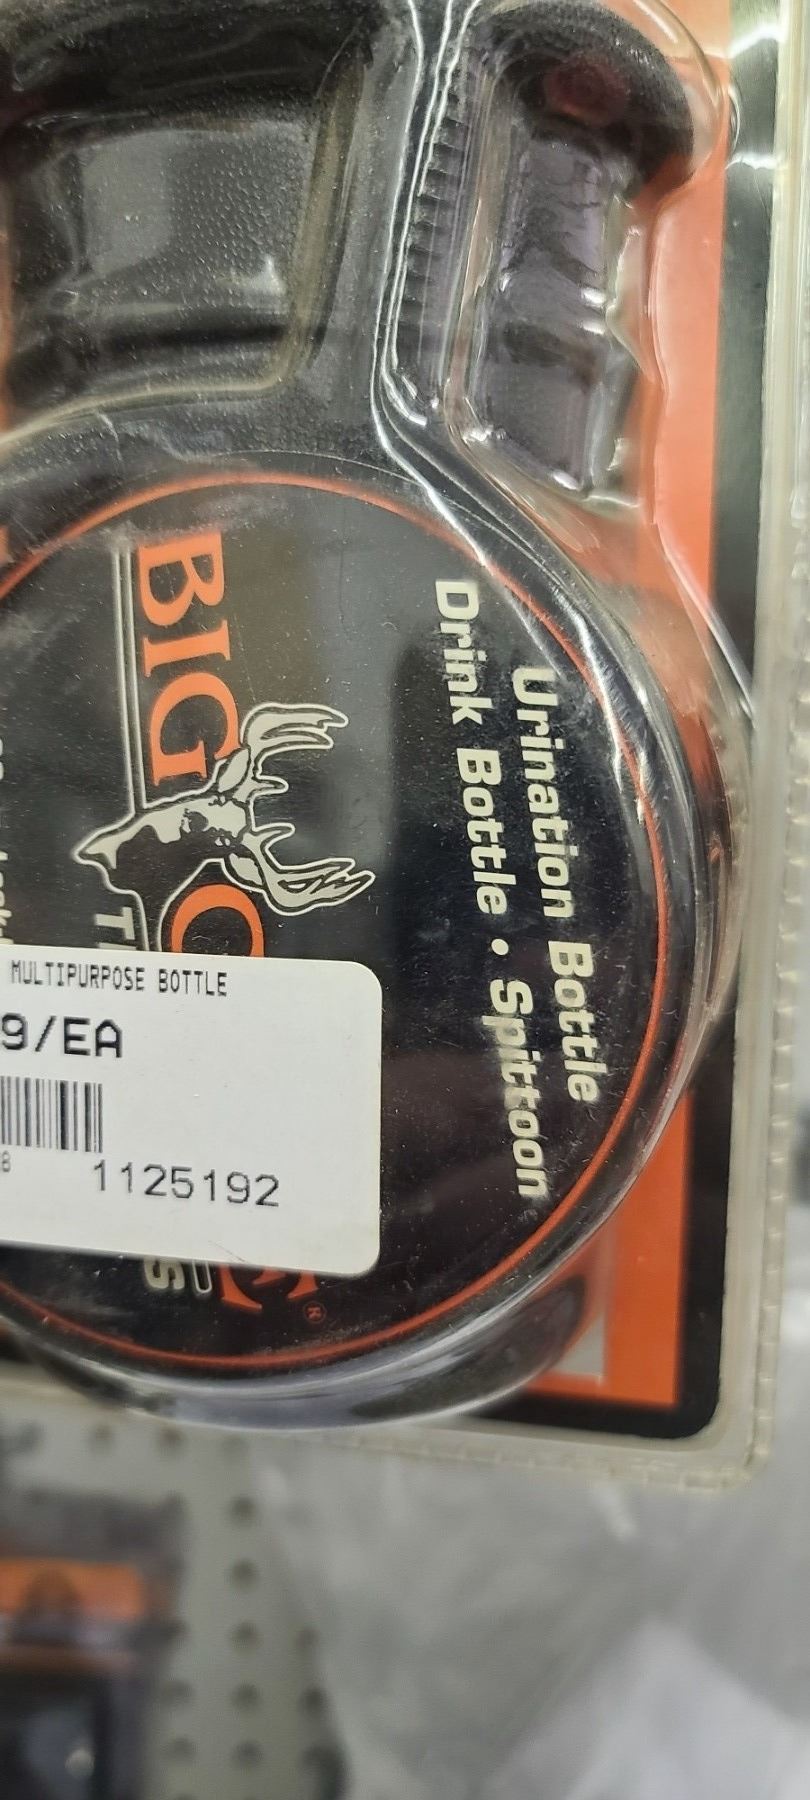 Urination Bottle
Drink Bottle • Spittoon
BIG
MULTIPURPOSE BOTTLE
9/EA
1125192